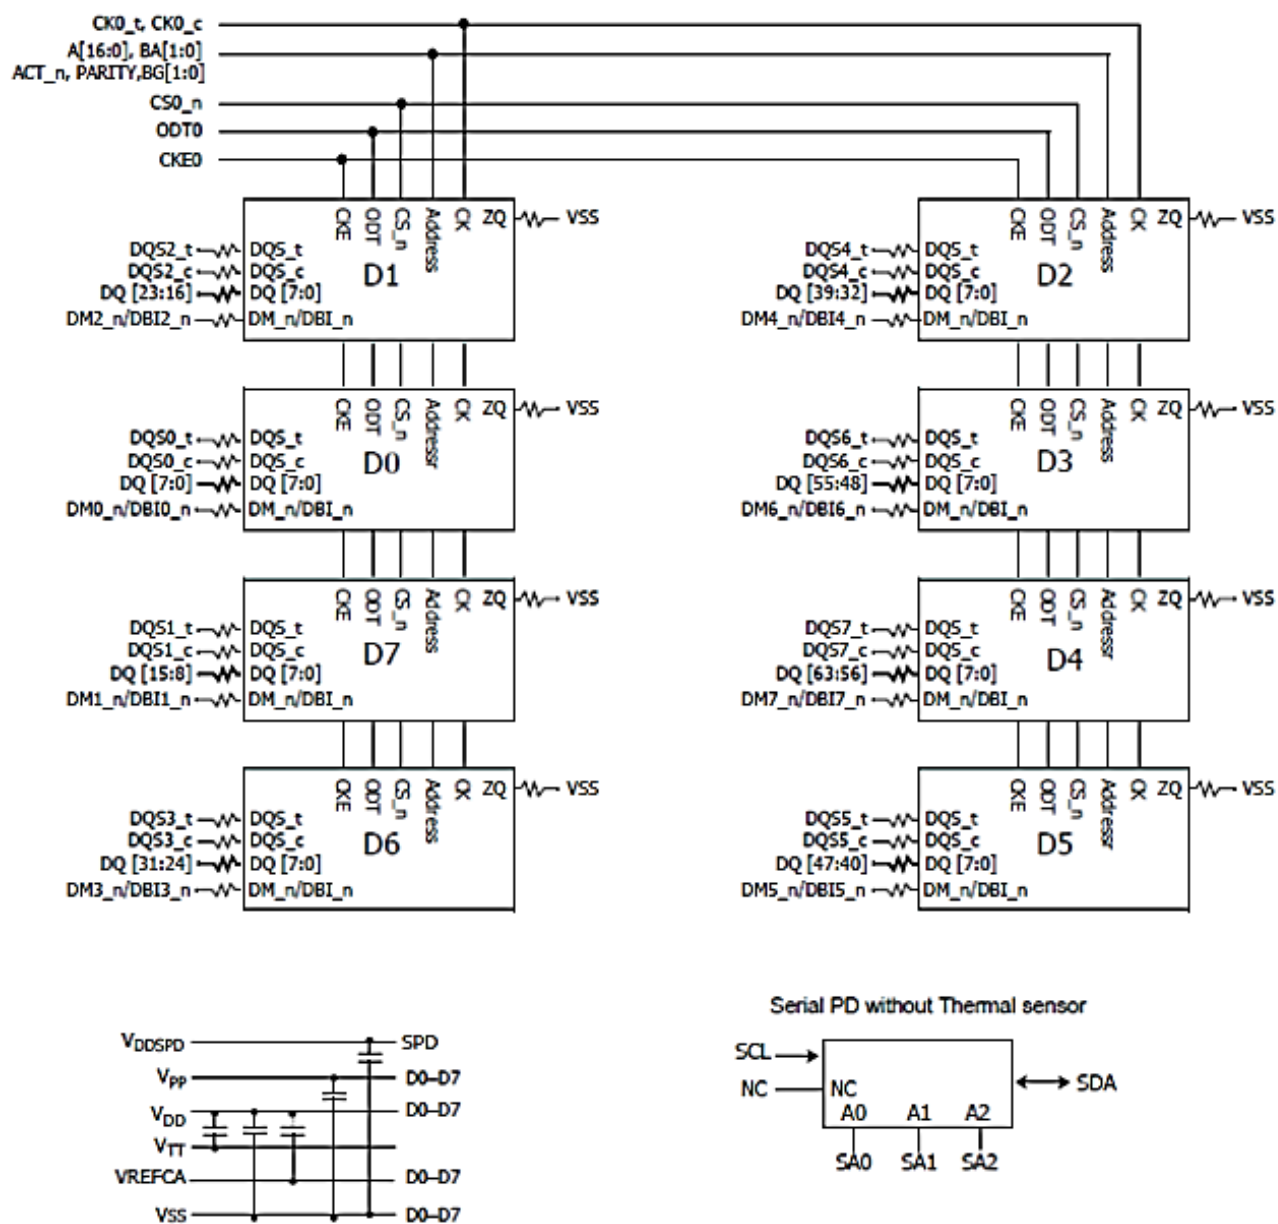 CK0_t, CK0_c
A[16:0], BA[1:0]
ACT_n, PARITY,BG[1:0]
CS0_n
ODT0
CKE0
CKE ODT CS_n Address CK ZQ VSS
DQS2_t DQS_t
DQS2_c DQS_c
D1
DQ [23:16] DQ [7:0]
DM2_n/DBI2_n DM_n/DBI_n
CKE ODT CS_n Address CK ZQ VSS
DQS4_t DQS_t
DQS4_c DQS_c
D2
DQ [39:32] DQ [7:0]
DM4_n/DBI4_n DM_n/DBI_n
CKE ODT CS_n Addressr CK ZQ VSS
DQS0_t DQS_t
DQS0_c DQS_c
D0
DQ [7:0] DQ [7:0]
DM0_n/DBI0_n DM_n/DBI_n
CKE ODT CS_n Address CK ZQ VSS
DQS6_t DQS_t
DQS6_c DQS_c
D3
DQ [55:48] DQ [7:0]
DM6_n/DBI6_n DM_n/DBI_n
CKE ODT CS_n Address CK ZQ VSS
DQS1_t DQS_t
DQS1_c DQS_c
D7
DQ [15:8] DQ [7:0]
DM1_n/DBI1_n DM_n/DBI_n
CKE ODT CS_n Addressr CK ZQ VSS
DQS7_t DQS_t
DQS7_c DQS_c
D4
DQ [63:56] DQ [7:0]
DM7_n/DBI7_n DM_n/DBI_n
CKE ODT CS_n Address CK ZQ VSS
DQS3_t DQS_t
DQS3_c DQS_c
D6
DQ [31:24] DQ [7:0]
DM3_n/DBI3_n DM_n/DBI_n
CKE ODT CS_n Addressr CK ZQ VSS
DQS5_t DQS_t
DQS5_c DQS_c
D5
DQ [47:40] DQ [7:0]
DM5_n/DBI5_n DM_n/DBI_n
VDDSPD SPD
VPP D0–D7
VDD D0–D7
VTT
VREFCA D0–D7
VSS D0–D7
Serial PD without Thermal sensor
SCL
NC NC
SDA
A0 A1 A2
SA0 SA1 SA2